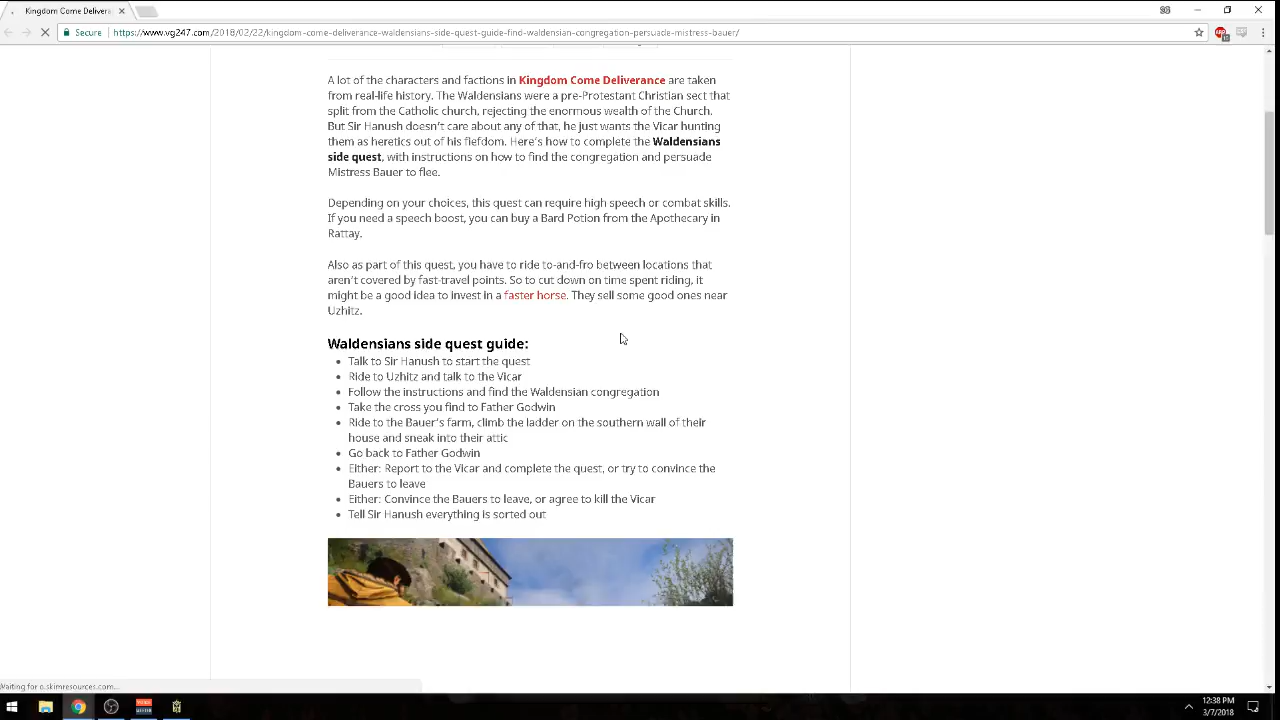 Kingdom Come Deliveran
Secure
https://www.vg247.com/2018/02/22/kingdom-come-deliverance-waldensians-side-quest-guide-find-waldensian-congregation-persuade-mistress-bauer/
A lot of the characters and factions in Kingdom Come Deliverance are taken
from real-life history. The Waldensians were a pre-Protestant Christian sect that
split from the Catholic church, rejecting the enormous wealth of the Church.
But Sir Hanush doesn't care about any of that, he just wants the Vicar hunting
them as heretics out of his fiefdom. Here's how to complete the Waldensians
side quest, with instructions on how to find the congregation and persuade
Mistress Bauer to flee.
Depending on your choices, this quest can require high speech or combat skills.
If you need a speech boost, you can buy a Bard Potion from the Apothecary in
Rattay.
Also as part of this quest, you have to ride to-and-fro between locations that
aren't covered by fast-travel points. So to cut down on time spent riding, it
might be a good idea to invest in a faster horse. They sell some good ones near
Uzhitz.
Waldensians side quest guide:
Talk to Sir Hanush to start the quest
Ride to Uzhitz and talk to the Vicar
Follow the instructions and find the Waldensian congregation
Take the cross you find to Father Godwin
Ride to the Bauer's farm, climb the ladder on the southern wall of their
house and sneak into their attic
Go back to Father Godwin
Either: Report to the Vicar and complete the quest, or try to convince the
Bauers to leave
Either: Convince the Bauers to leave, or agree to kill the Vicar
Tell Sir Hanush everything is sorted out
Waiting for o.skimresources.com...
12:38 PM
3/7/2018